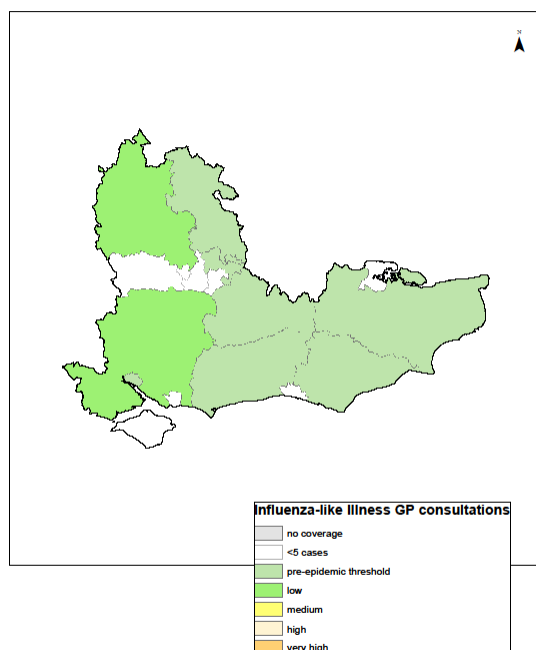 N
Influenza-like Illness GP consultations
no coverage
<5 cases
pre-epidemic threshold
low
medium
high
very high